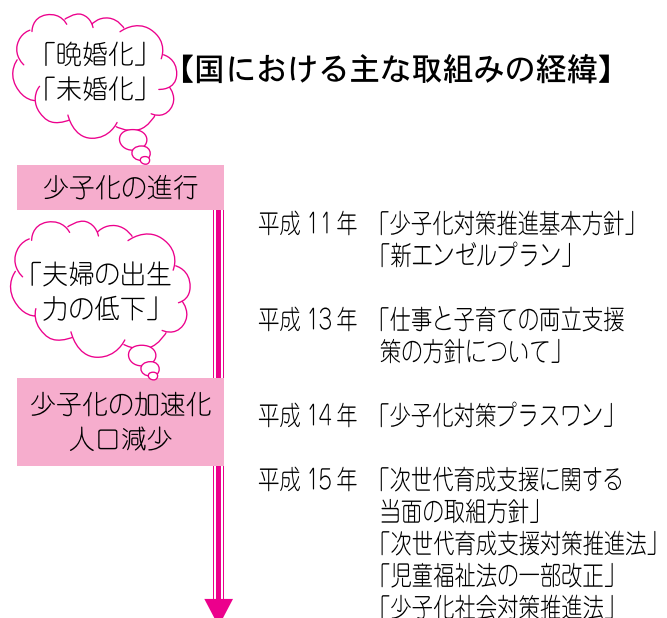 「晩婚化」
「未婚化」
【国における主な取組みの経緯】
少子化の進行
「夫婦の出生
力の低下」
少子化の加速化
人口減少
平成 11 年 「少子化対策推進基本方針」
「新エンゼルプラン」
平成 13 年 「仕事と子育ての両立支援
策の方針について」
平成 14 年 「少子化対策プラスワン」
平成 15 年 「次世代育成支援に関する
当面の取組方針」
「次世代育成支援対策推進法」
「児童福祉法の一部改正」
「少子化社会対策推進法」